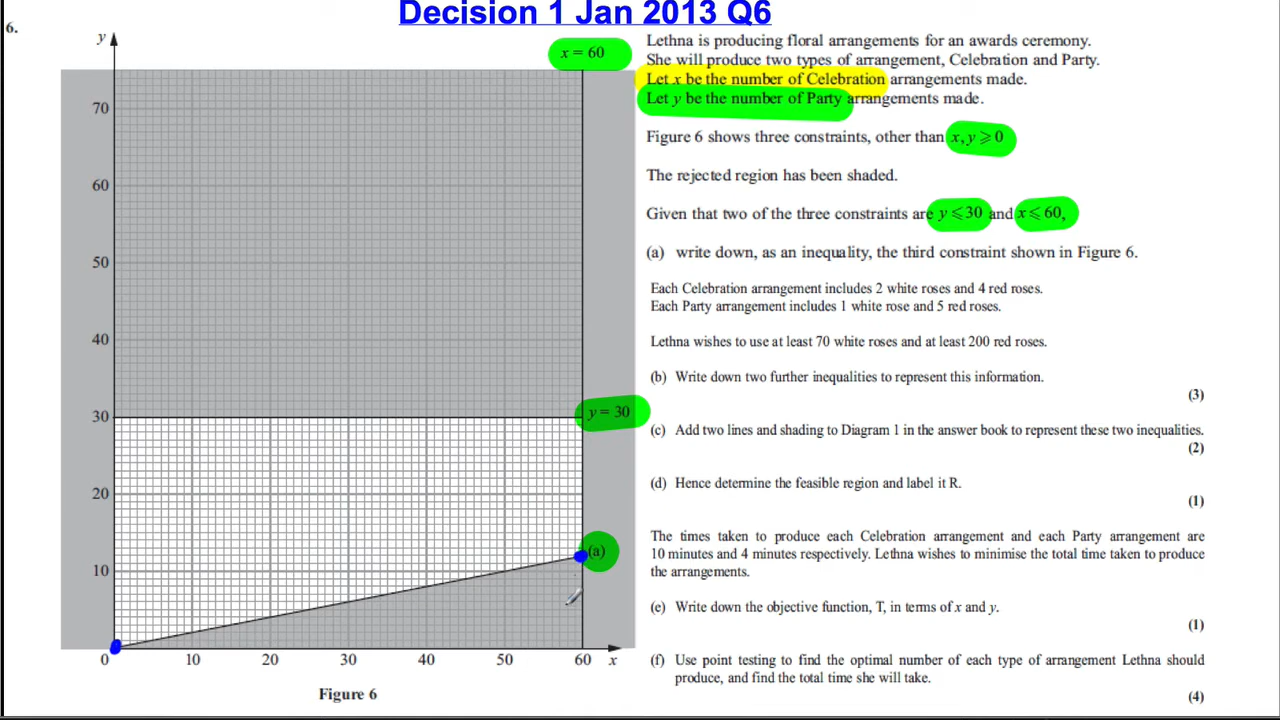 Decision 1 Jan 2013 Q6
6.
y
x = 60
70
60
50
40
30
y = 30
20
10
(a)
0
10
20
30
40
50
60
x
Figure 6
Lethna is producing floral arrangements for an awards ceremony.
She will produce two types of arrangement, Celebration and Party.
Let x be the number of Celebration arrangements made.
Let y be the number of Party arrangements made.
Figure 6 shows three constraints, other than x, y ⩾ 0
The rejected region has been shaded.
Given that two of the three constraints are y ⩽ 30 and x ⩽ 60,
(a) write down, as an inequality, the third constraint shown in Figure 6.
Each Celebration arrangement includes 2 white roses and 4 red roses.
Each Party arrangement includes 1 white rose and 5 red roses.
Lethna wishes to use at least 70 white roses and at least 200 red roses.
(b) Write down two further inequalities to represent this information.
(3)
(c) Add two lines and shading to Diagram 1 in the answer book to represent these two inequalities.
(2)
(d) Hence determine the feasible region and label it R.
(1)
The times taken to produce each Celebration arrangement and each Party arrangement are
10 minutes and 4 minutes respectively. Lethna wishes to minimise the total time taken to produce
the arrangements.
(e) Write down the objective function, T, in terms of x and y.
(1)
(f) Use point testing to find the optimal number of each type of arrangement Lethna should
produce, and find the total time she will take.
(4)